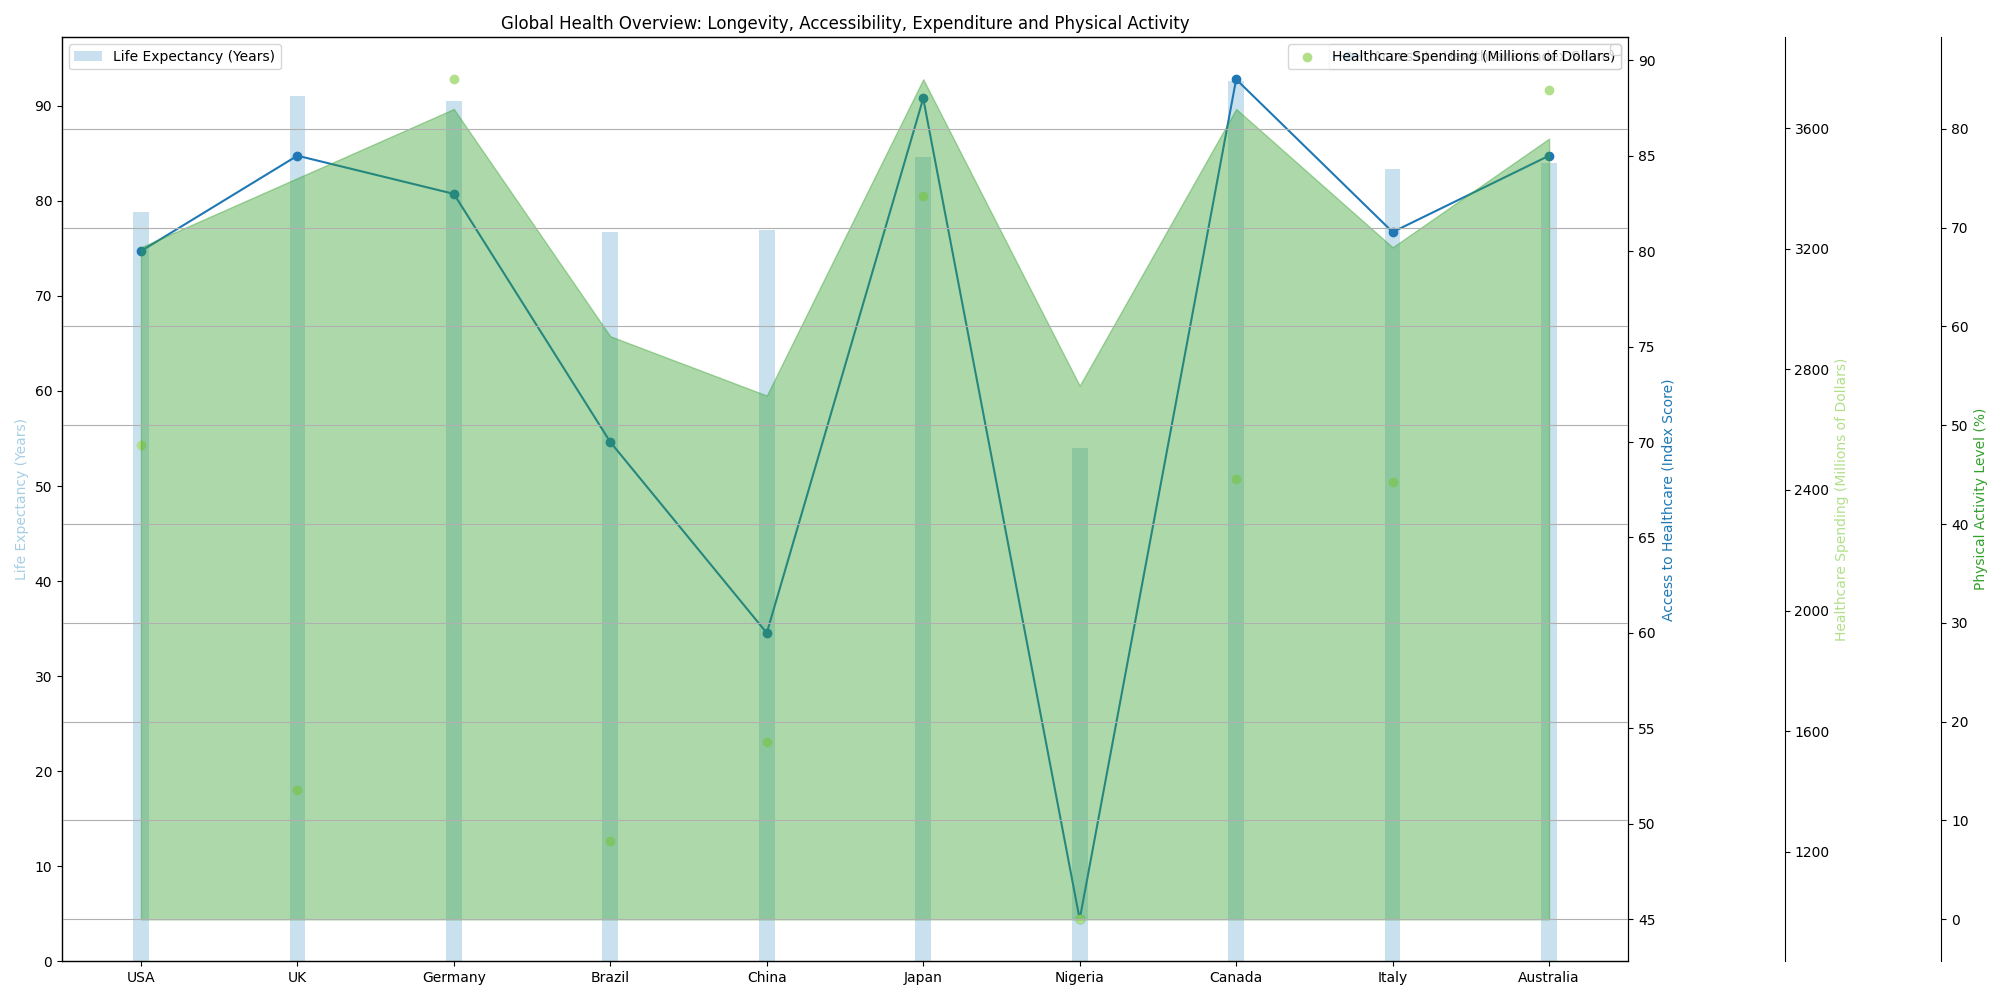 Global Health Overview: Longevity, Accessibility, Expenditure and Physical Activity
Life Expectancy (Years)
Healthcare Spending (Millions of Dollars)
Life Expectancy (Years)
0
10
20
30
40
50
60
70
80
90
USA
UK
Germany
Brazil
China
Japan
Nigeria
Canada
Italy
Australia
Access to Healthcare (Index Score)
45
50
55
60
65
70
75
80
85
90
Healthcare Spending (Millions of Dollars)
1200
1600
2000
2400
2800
3200
3600
Physical Activity Level (%)
0
10
20
30
40
50
60
70
80